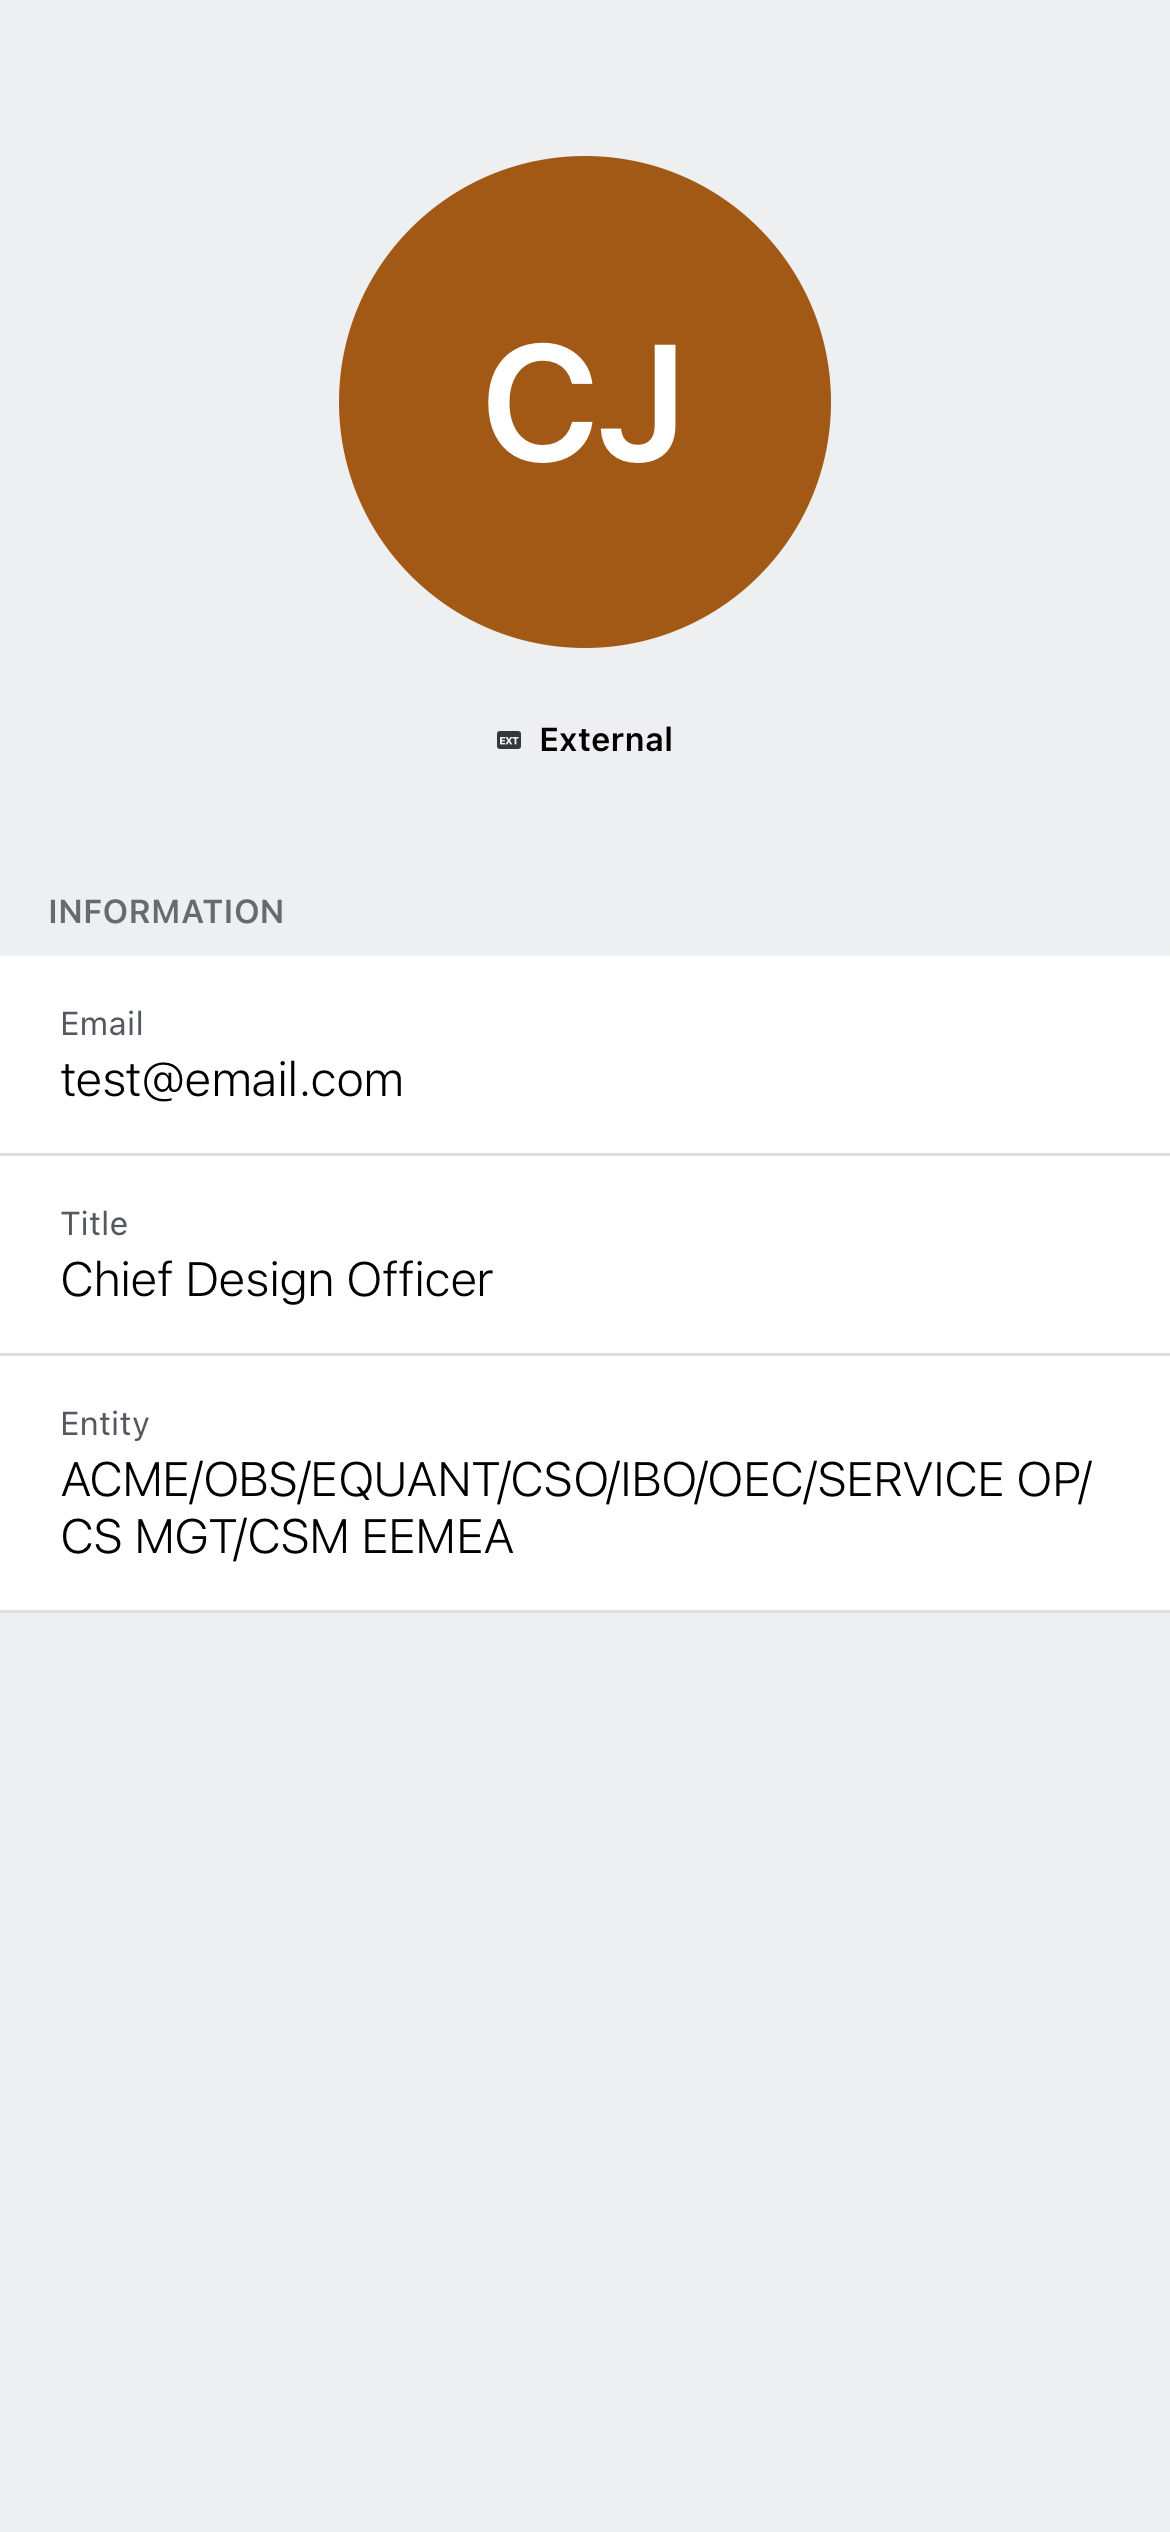 CJ
EXT External
INFORMATION
Email
test@email.com
Title
Chief Design Officer
Entity
ACME/OBS/EQUANT/CSO/IBO/OEC/SERVICE OP/
CS MGT/CSM EEMEA